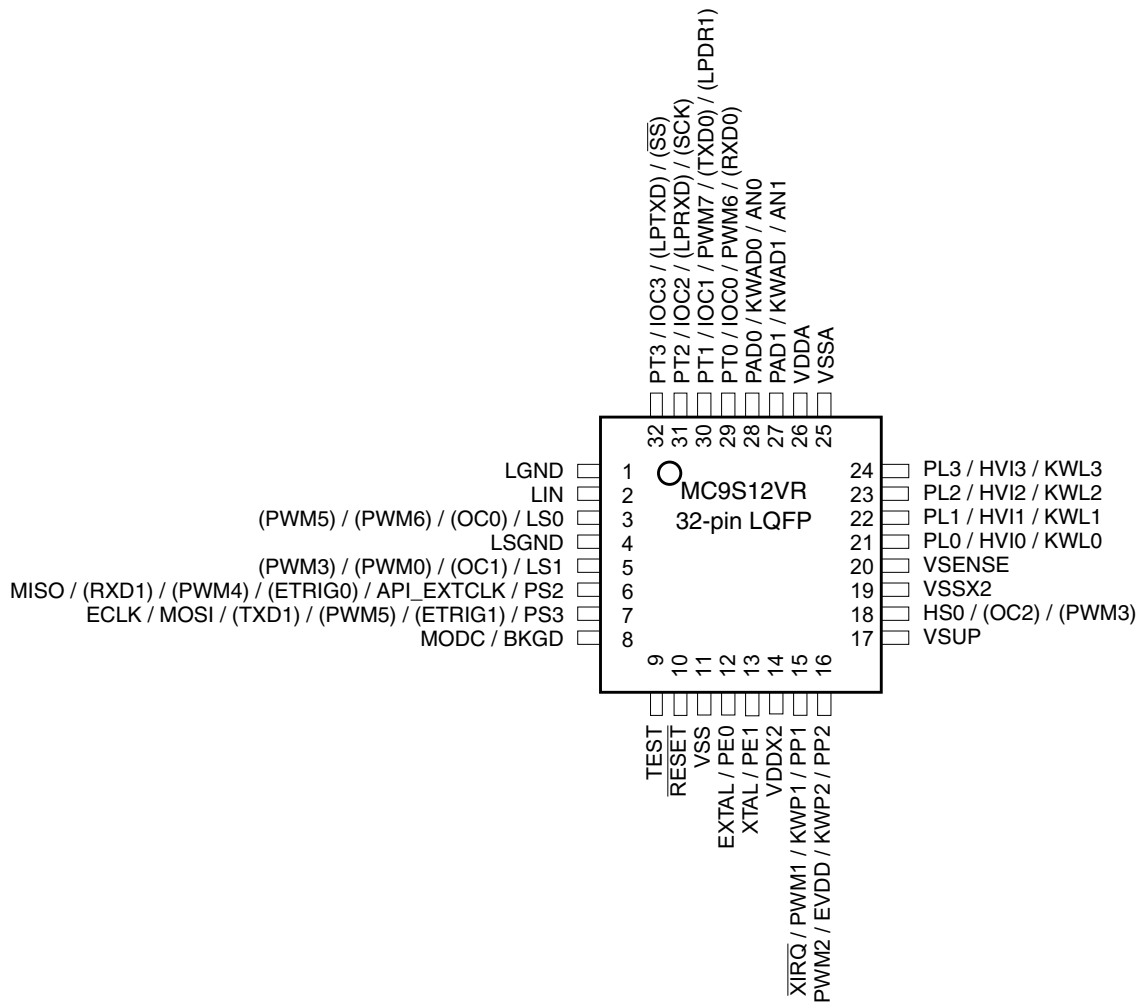 PT3 / IOC3 / (LPTXD) / (S̅S̅)
PT2 / IOC2 / (LPRXD) / (SCK)
PT1 / IOC1 / PWM7 / (TXD0) / (LPDR1)
PT0 / IOC0 / PWM6 / (RXD0)
PAD0 / KWAD0 / AN0
PAD1 / KWAD1 / AN1
VDDA
VSSA
32
31
30
29
28
27
26
25
MC9S12VR
32-pin LQFP
LGND 1
LIN 2
(PWM5) / (PWM6) / (OC0) / LS0 3
LSGND 4
(PWM3) / (PWM0) / (OC1) / LS1 5
MISO / (RXD1) / (PWM4) / (ETRIG0) / API_EXTCLK / PS2 6
ECLK / MOSI / (TXD1) / (PWM5) / (ETRIG1) / PS3 7
MODC / BKGD 8
24 PL3 / HVI3 / KWL3
23 PL2 / HVI2 / KWL2
22 PL1 / HVI1 / KWL1
21 PL0 / HVI0 / KWL0
20 VSENSE
19 VSSX2
18 HS0 / (OC2) / (PWM3)
17 VSUP
9
10
11
12
13
14
15
16
TEST
R̅E̅S̅E̅T̅
VSS
EXTAL / PE0
XTAL / PE1
VDDX2
X̅I̅R̅Q̅ / PWM1 / KWP1 / PP1
PWM2 / EVDD / KWP2 / PP2